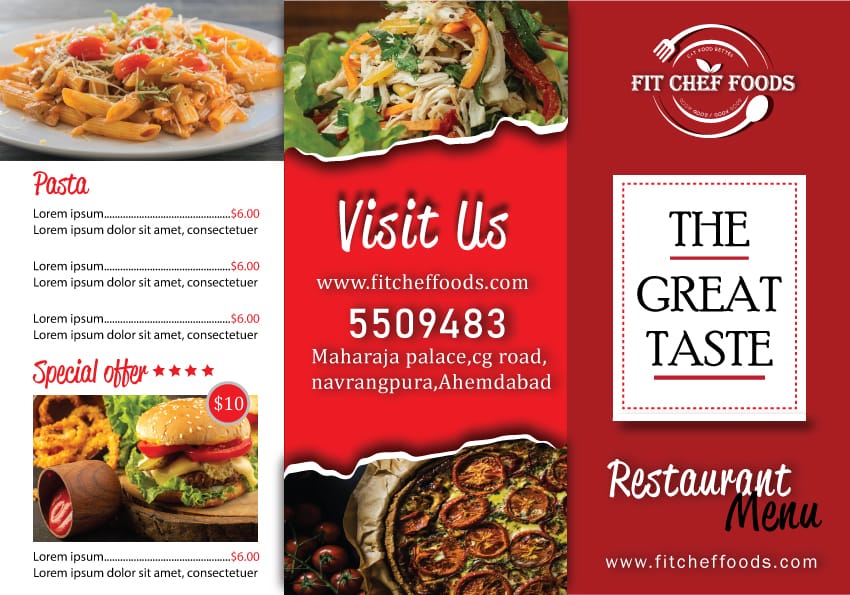 Pasta
Lorem ipsum...............................................$6.00
Lorem ipsum dolor sit amet, consectetuer
Lorem ipsum...............................................$6.00
Lorem ipsum dolor sit amet, consectetuer
Lorem ipsum...............................................$6.00
Lorem ipsum dolor sit amet, consectetuer
Special offer
$10
Lorem ipsum...............................................$6.00
Lorem ipsum dolor sit amet, consectetuer
Visit Us
www.fitcheffoods.com
5509483
Maharaja palace,cg road,
navrangpura,Ahemdabad
EAT FOOD BETTER
FIT CHEF FOODS
THE
GREAT
TASTE
Restaurant
Menu
www.fitcheffoods.com